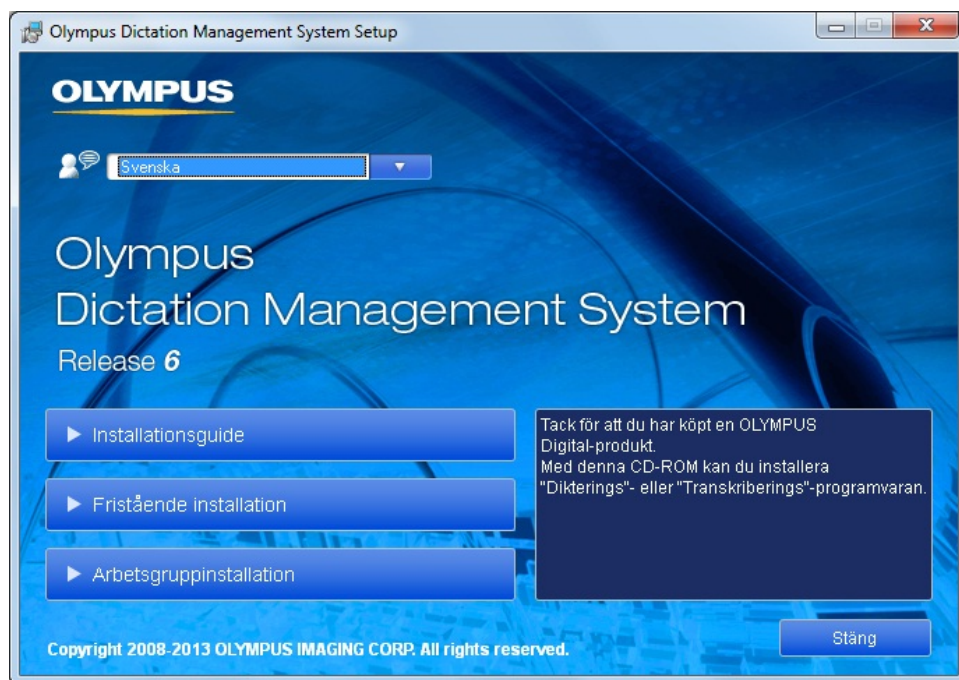 Olympus Dictation Management System Setup
OLYMPUS
Svenska
Olympus
Dictation Management System
Release 6
Installationsguide
Fristående installation
Arbetsgruppinstallation
Tack för att du har köpt en OLYMPUS
Digital-produkt.
Med denna CD-ROM kan du installera
"Dikterings"- eller "Transkriberings"-programvaran.
Copyright 2008-2013 OLYMPUS IMAGING CORP. All rights reserved.
Stäng